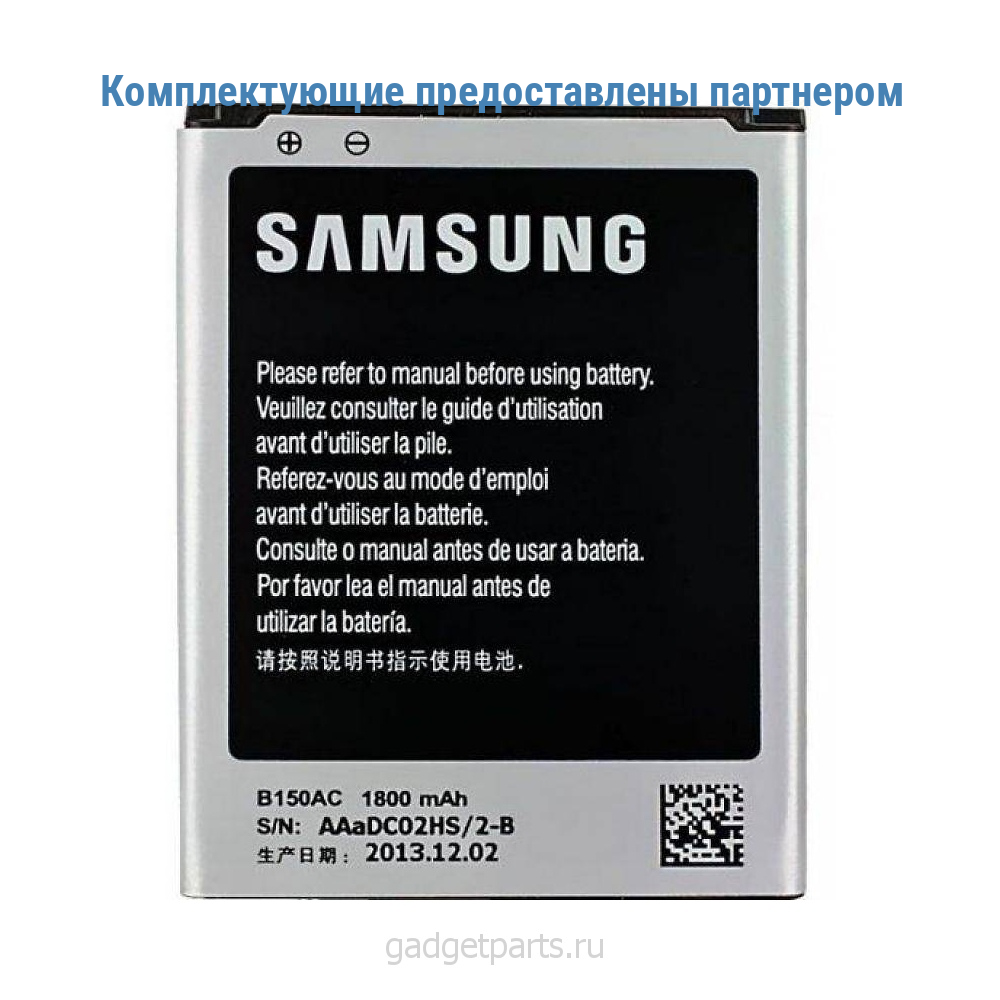 Комплектующие предоставлены партнером
SAMSUNG
Please refer to manual before using battery.
Veuillez consulter le guide d'utilisation
avant d'utiliser la pile.
Referez-vous au mode d'emploi
avant d'utiliser la batterie.
Consulte o manual antes de usar a bateria.
Por favor lea el manual antes de
utilizar la batería.
请按照说明书指示使用电池.
B150AC 1800 mAh
S/N: AAaDC02HS/2-B
生产日期: 2013.12.02
gadgetparts.ru